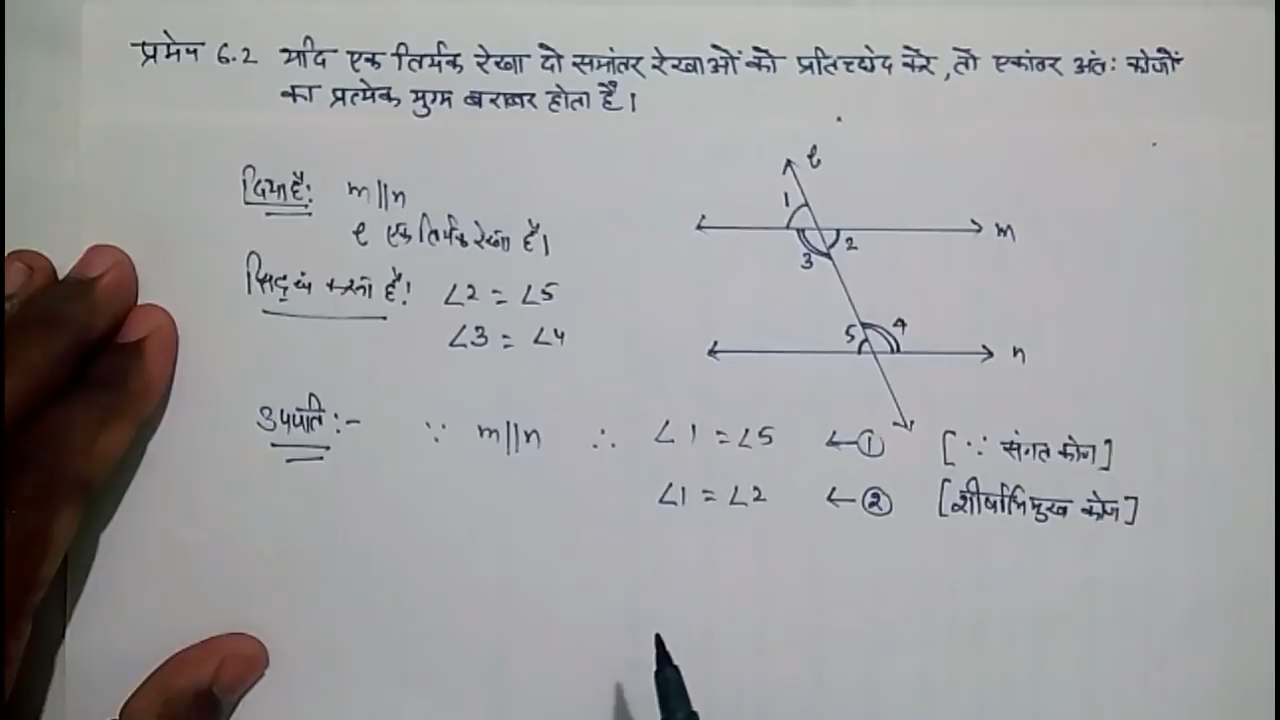 प्रमेय 6.2 यदि एक तिर्यक रेखा दो समांतर रेखाओं को प्रतिच्छेद करे, तो एकांतर अंतः कोणों
का प्रत्येक युग्म बराबर होता है।
दिया है: m||n
l एक तिर्यक रेखा है।
सिद्ध करना है! ∠2 = ∠5
∠3 = ∠4
l
1
m
2
3
5 4
n
उपपत्ति:- ∵ m||n ∴ ∠1 = ∠5 ←① [∵ संगत कोण]
∠1 = ∠2 ←② [शीर्षाभिमुख कोण]